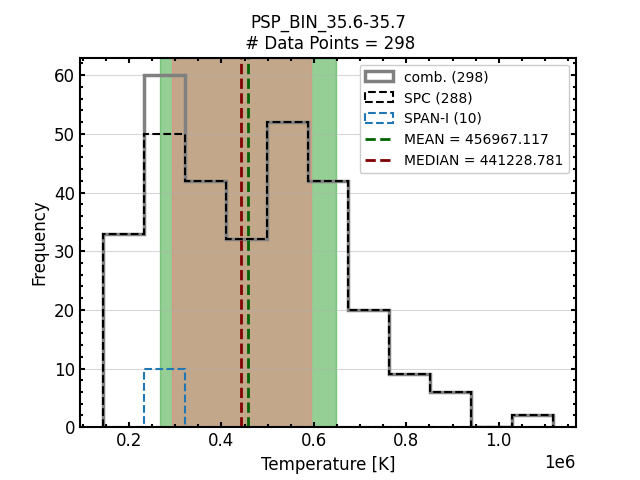 PSP_BIN_35.6-35.7
# Data Points = 298
comb. (298)
SPC (288)
SPAN-I (10)
MEAN = 456967.117
MEDIAN = 441228.781
Frequency
60
50
40
30
20
10
0
0.2 0.4 0.6 0.8 1.0
1e6
Temperature [K]